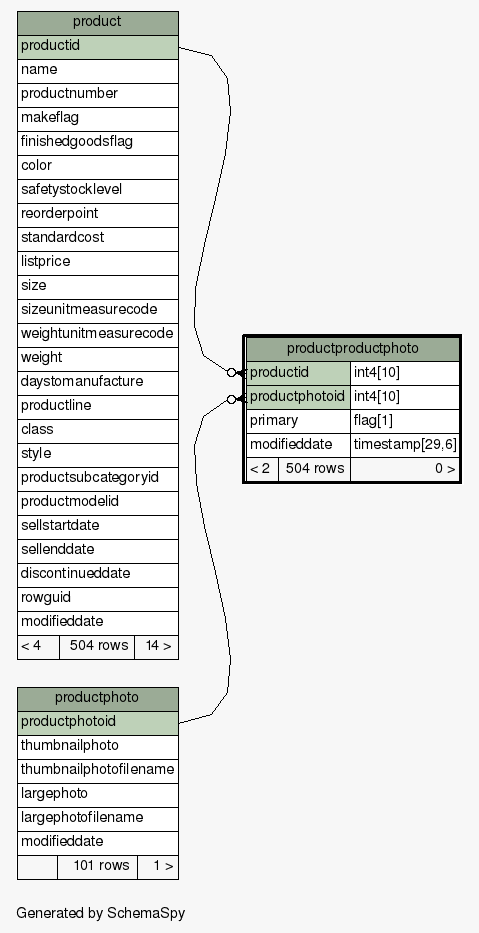 product
productid
name
productnumber
makeflag
finishedgoodsflag
color
safetystocklevel
reorderpoint
standardcost
listprice
size
sizeunitmeasurecode
weightunitmeasurecode
weight
daystomanufacture
productline
class
style
productsubcategoryid
productmodelid
sellstartdate
sellenddate
discontinueddate
rowguid
modifieddate
< 4 504 rows 14 >
productproductphoto
productid int4[10]
productphotoid int4[10]
primary flag[1]
modifieddate timestamp[29,6]
< 2 504 rows 0 >
productphoto
productphotoid
thumbnailphoto
thumbnailphotofilename
largephoto
largephotofilename
modifieddate
101 rows 1 >
Generated by SchemaSpy